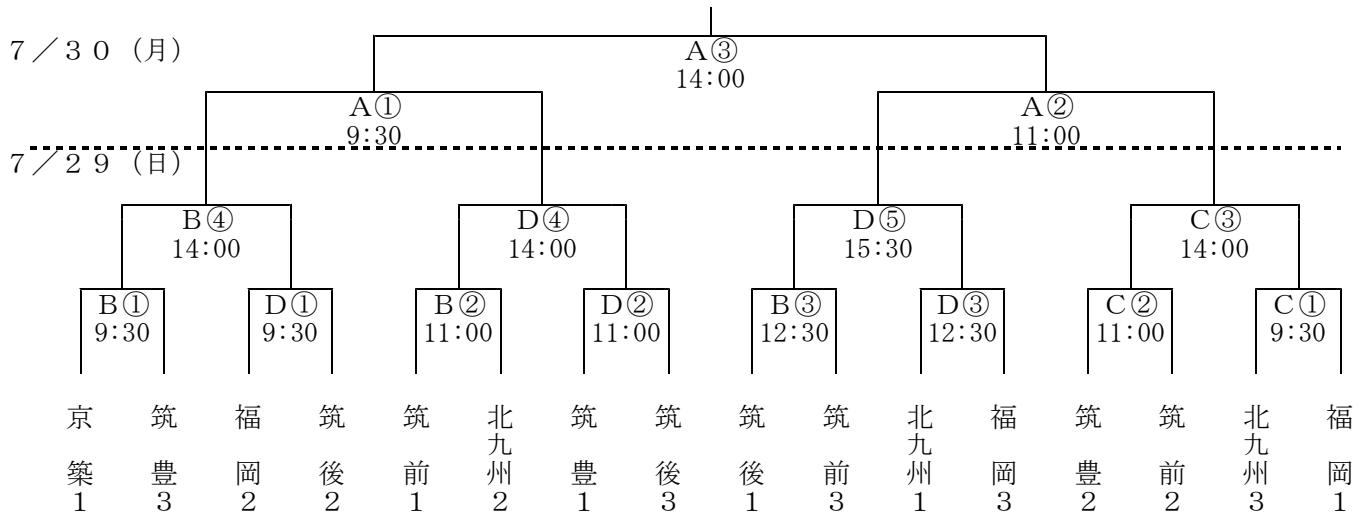 7/30(月)
A③
14:00
A① A②
9:30 11:00
7/29(日)
B④ D④ D⑤ C③
14:00 14:00 15:30 14:00
B① D① B② D② B③ D③ C② C①
9:30 9:30 11:00 11:00 12:30 12:30 11:00 9:30
京築1
筑豊3
福岡2
筑後2
筑前1
北九州2
筑豊1
筑後3
筑後1
筑前3
北九州1
福岡3
筑豊2
筑前2
北九州3
福岡1